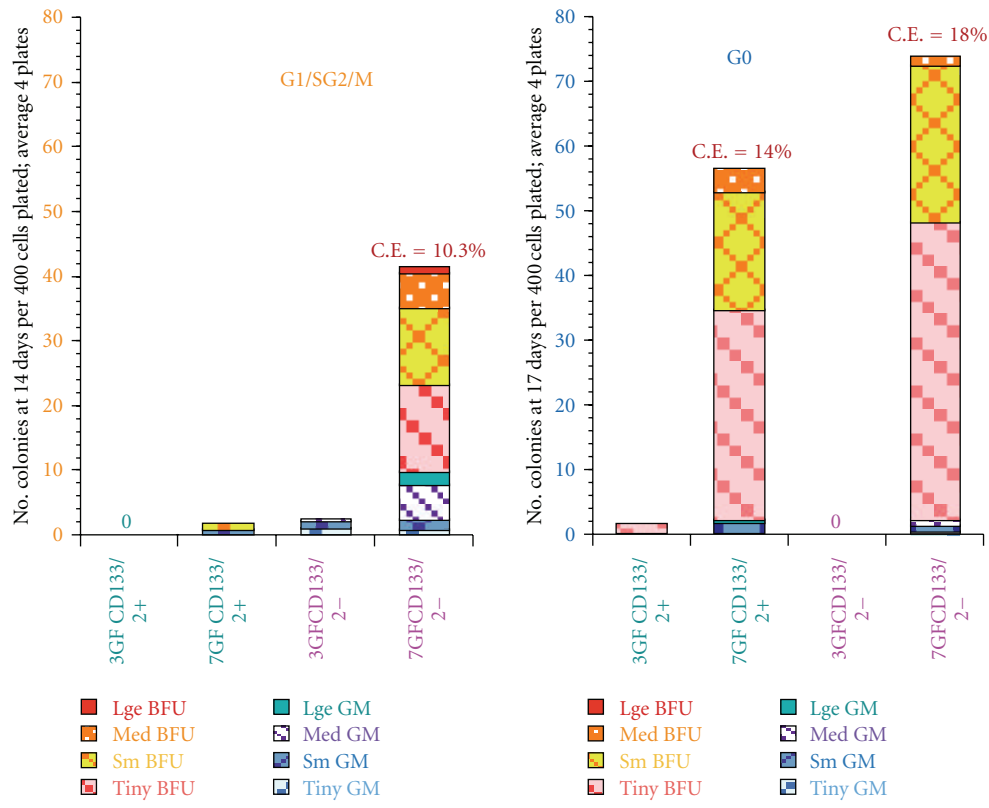 No. colonies at 14 days per 400 cells plated; average 4 plates
80
70
60
50
40
30
20
10
0
G1/SG2/M
C.E. = 10.3%
0
3GF CD133/
2+
7GF CD133/
2+
3GFCD133/
2−
7GFCD133/
2−
Lge BFU
Med BFU
Sm BFU
Tiny BFU
Lge GM
Med GM
Sm GM
Tiny GM
No. colonies at 17 days per 400 cells plated; average 4 plates
80
70
60
50
40
30
20
10
0
G0
C.E. = 14%
C.E. = 18%
0
3GF CD133/
2+
7GF CD133/
2+
3GFCD133/
2−
7GFCD133/
2−
Lge BFU
Med BFU
Sm BFU
Tiny BFU
Lge GM
Med GM
Sm GM
Tiny GM